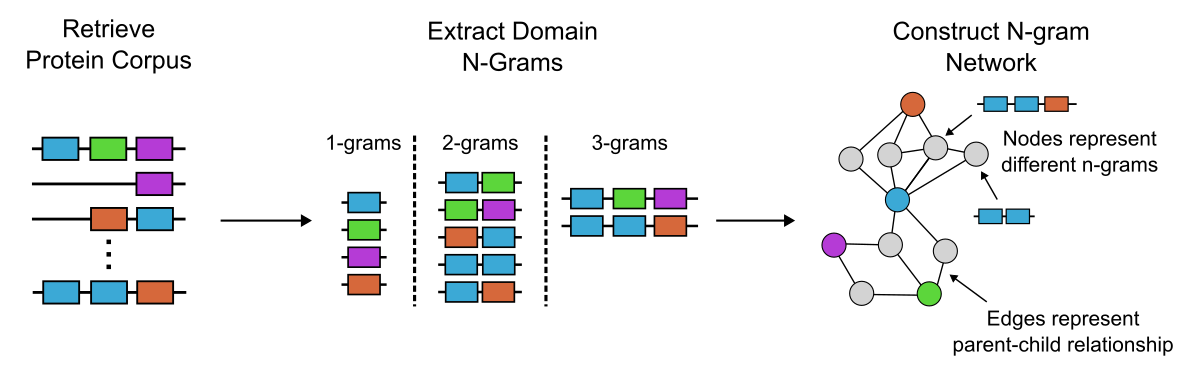 Retrieve
Protein Corpus
Extract Domain
N-Grams
Construct N-gram
Network
1-grams
2-grams
3-grams
Nodes represent
different n-grams
Edges represent
parent-child relationship